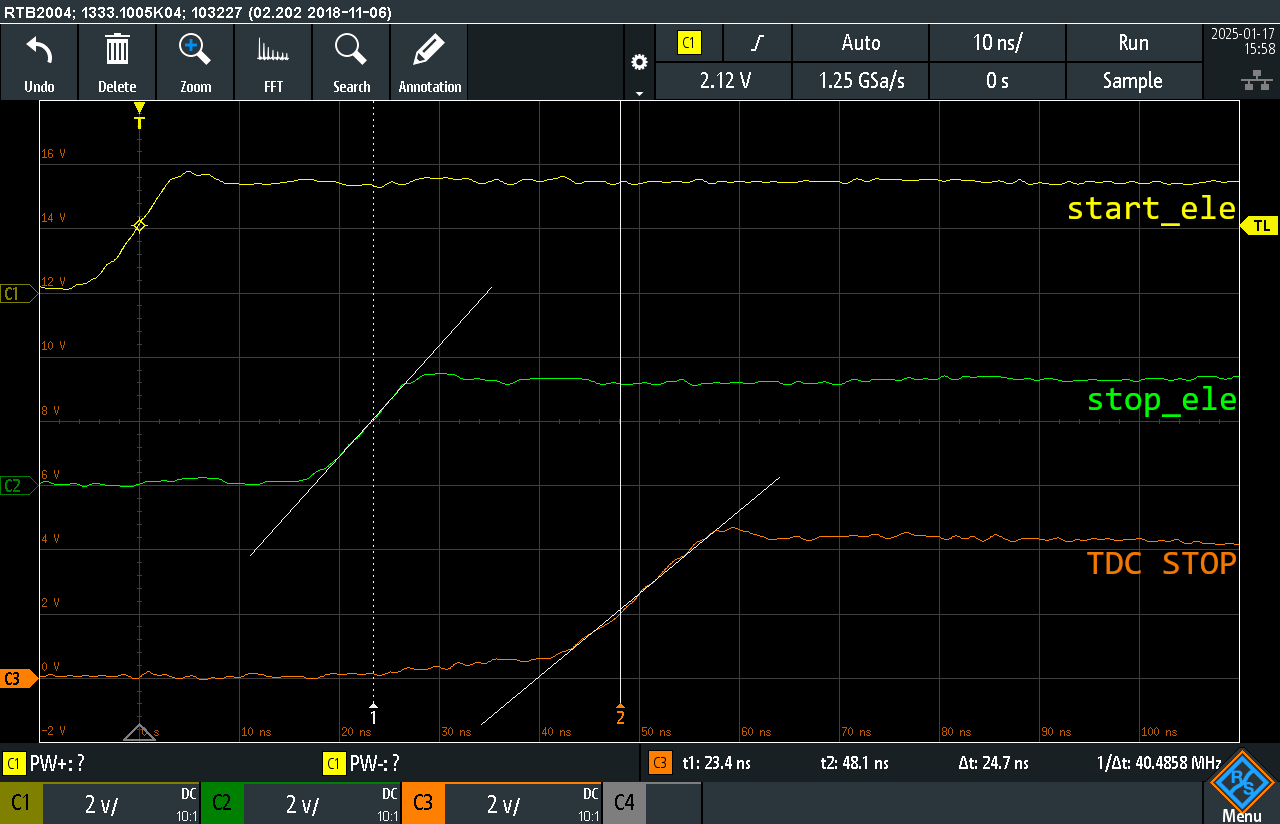 RTB2004; 1333.1005K04; 103227 (02.202 2018-11-06)
Undo Delete Zoom FFT Search Annotation
C1 Auto 10 ns/ Run 2025-01-17
15:58
2.12 V 1.25 GSa/s 0 s Sample
T
16 V
start_ele
14 V
TL
12 V
C1
10 V
8 V
stop_ele
6 V
C2
4 V
TDC STOP
2 V
0 V
C3
1 2
-2 V 0 s 10 ns 20 ns 30 ns 40 ns 50 ns 60 ns 70 ns 80 ns 90 ns 100 ns
C1 PW+: ? C1 PW-: ? C3 t1: 23.4 ns t2: 48.1 ns Δt: 24.7 ns 1/Δt: 40.4858 MHz
C1 2 V/ DC 10:1 C2 2 V/ DC 10:1 C3 2 V/ DC 10:1 C4
R S
Menu